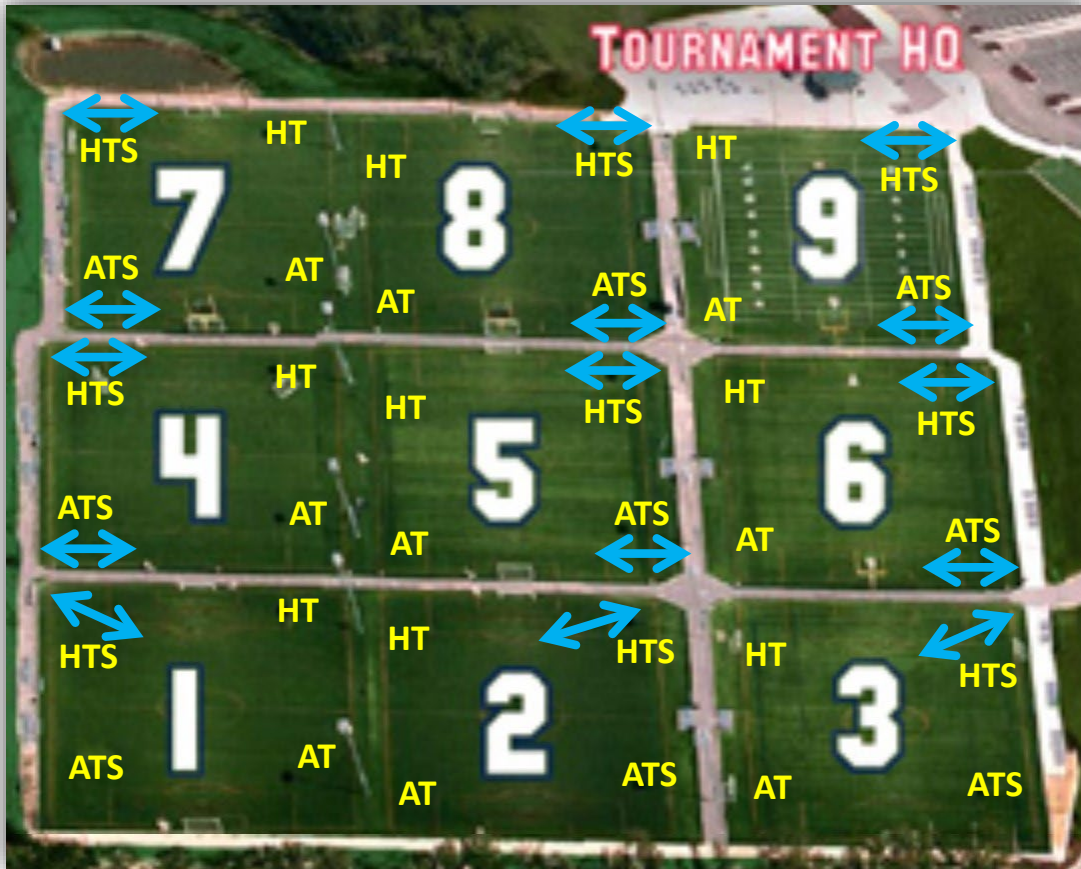 TOURNAMENT HQ
HTS HT HT HTS HT HTS
7 8 9
ATS AT AT ATS AT ATS
HTS HT HT HTS HT HTS
4 5 6
ATS AT AT ATS AT ATS
HTS HT HT HTS HT HTS
1 2 3
ATS AT AT ATS AT ATS